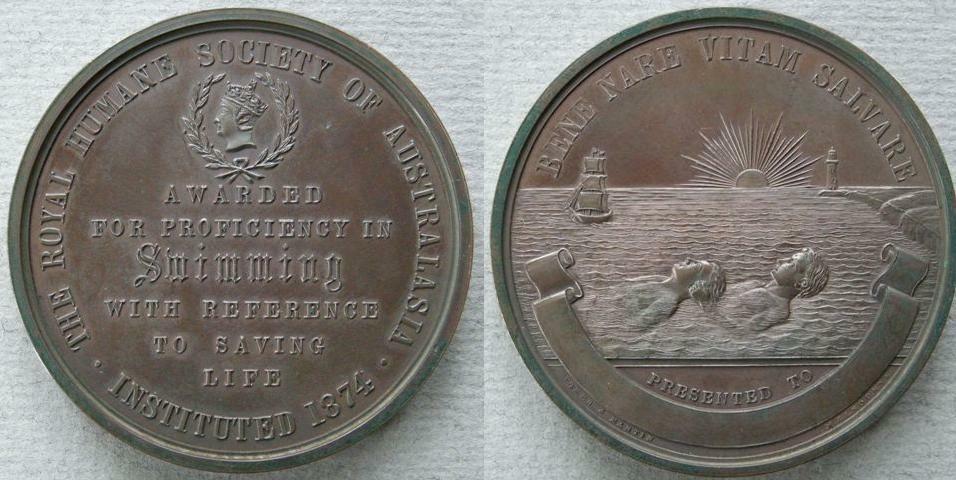 THE ROYAL HUMANE SOCIETY OF AUSTRALASIA
AWARDED
FOR PROFICIENCY IN
Swimming
WITH REFERENCE
TO SAVING
LIFE
· INSTITUTED 1874 ·
BENE NARE VITAM SALVARE
PRESENTED TO